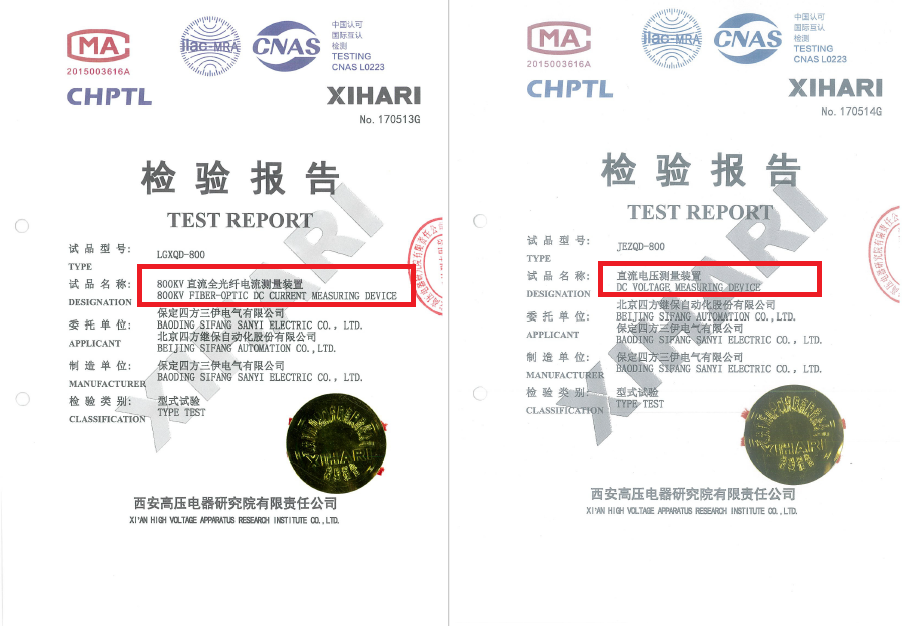 MA
2015003616A
ilac-MRA
CNAS
中国认可
国际互认
检测
TESTING
CNAS L0223
CHPTL
XIHARI
No. 170513G
检验报告
TEST REPORT
试品型号: LGXQD-800
TYPE
试品名称: 800KV 直流全光纤电流测量装置
DESIGNATION 800KV FIBER-OPTIC DC CURRENT MEASURING DEVICE
委托单位: 保定四方三伊电气有限公司
BAODING SIFANG SANYI ELECTRIC CO., LTD.
APPLICANT 北京四方继保自动化股份有限公司
BEIJING SIFANG AUTOMATION CO.,LTD.
制造单位: 保定四方三伊电气有限公司
MANUFACTURER BAODING SIFANG SANYI ELECTRIC CO., LTD.
检验类别: 型式试验
CLASSIFICATION TYPE TEST
XIHARI
XIHARI
西安高压电器研究院有限责任公司
XI'AN HIGH VOLTAGE APPARATUS RESEARCH INSTITUTE CO., LTD.
MA
2015003616A
ilac-MRA
CNAS
中国认可
国际互认
检测
TESTING
CNAS L0223
CHPTL
XIHARI
No. 170514G
检验报告
TEST REPORT
试品型号: JEZQD-800
TYPE
试品名称: 直流电压测量装置
DESIGNATION DC VOLTAGE MEASURING DEVICE
委托单位: 北京四方继保自动化股份有限公司
BEIJING SIFANG AUTOMATION CO., LTD.
APPLICANT 保定四方三伊电气有限公司
BAODING SIFANG SANYI ELECTRIC CO., LTD.
制造单位: 保定四方三伊电气有限公司
MANUFACTURER BAODING SIFANG SANYI ELECTRIC CO., LTD.
检验类别: 型式试验
CLASSIFICATION TYPE TEST
XIHARI
XIHARI
西安高压电器研究院有限责任公司
XI'AN HIGH VOLTAGE APPARATUS RESEARCH INSTITUTE CO., LTD.